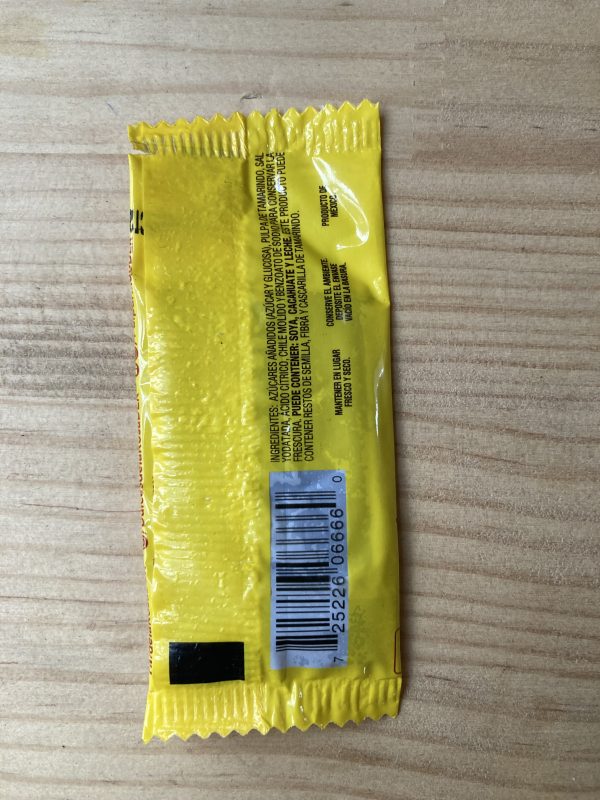 INGREDIENTES: AZÚCARES AÑADIDOS (AZÚCAR Y GLUCOSA), PULPA DE TAMARINDO, SAL
YODATADA, ÁCIDO CÍTRICO, CHILE MOLIDO Y BENZOATO DE SODIO PARA CONSERVAR LA
FRESCURA. PUEDE CONTENER: SOYA, CACAHUATE Y LECHE. ESTE PRODUCTO PUEDE
CONTENER RESTOS DE SEMILLA, FIBRA Y CASCARILLA DE TAMARINDO.
MANTENER EN LUGAR
FRESCO Y SECO.
CONSERVE EL AMBIENTE
DEPOSITE EL ENVASE
VACÍO EN LA BASURA.
PRODUCTO DE
MÉXICO.
7 25226 06666 0